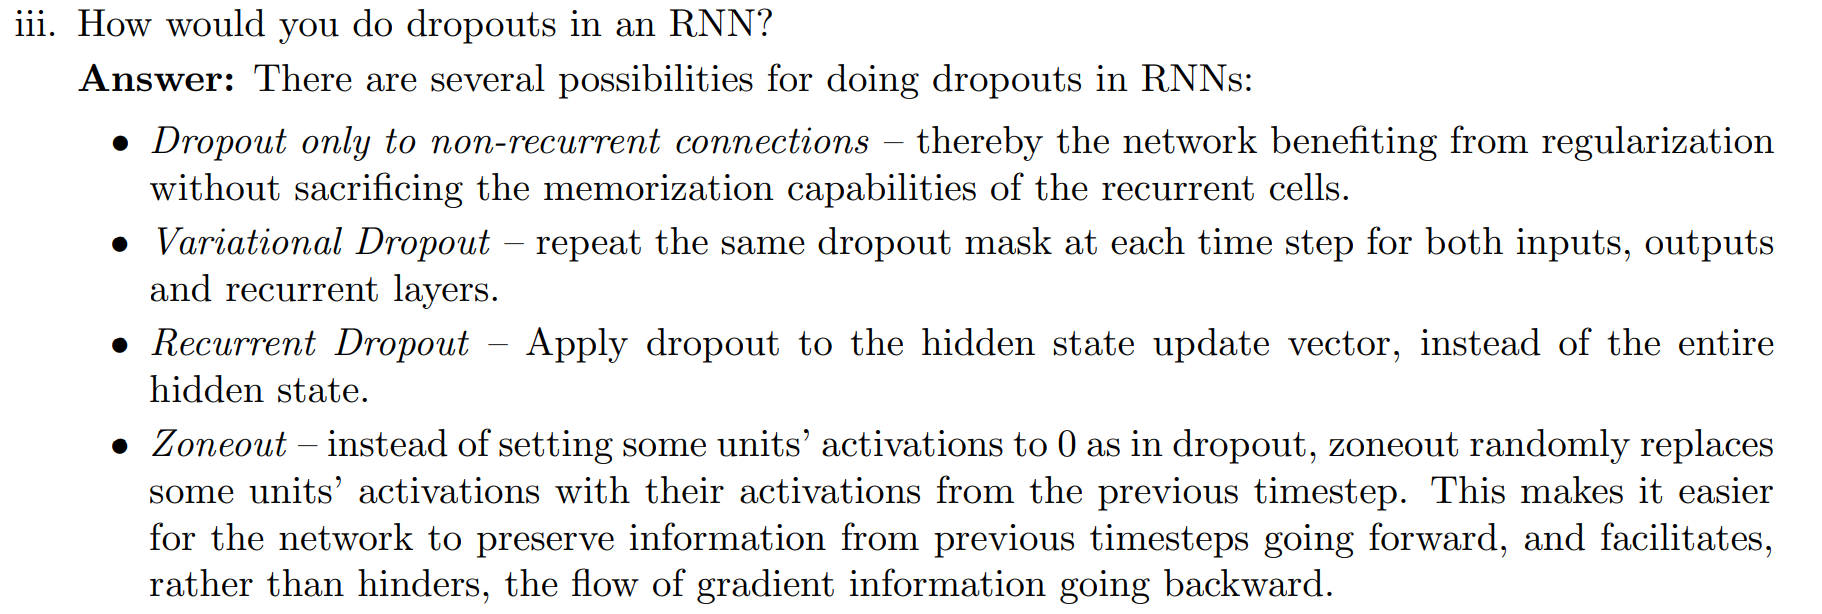 iii. How would you do dropouts in an RNN?
Answer: There are several possibilities for doing dropouts in RNNs:
• Dropout only to non-recurrent connections – thereby the network benefiting from regularization
without sacrificing the memorization capabilities of the recurrent cells.
• Variational Dropout – repeat the same dropout mask at each time step for both inputs, outputs
and recurrent layers.
• Recurrent Dropout – Apply dropout to the hidden state update vector, instead of the entire
hidden state.
• Zoneout – instead of setting some units’ activations to 0 as in dropout, zoneout randomly replaces
some units’ activations with their activations from the previous timestep. This makes it easier
for the network to preserve information from previous timesteps going forward, and facilitates,
rather than hinders, the flow of gradient information going backward.